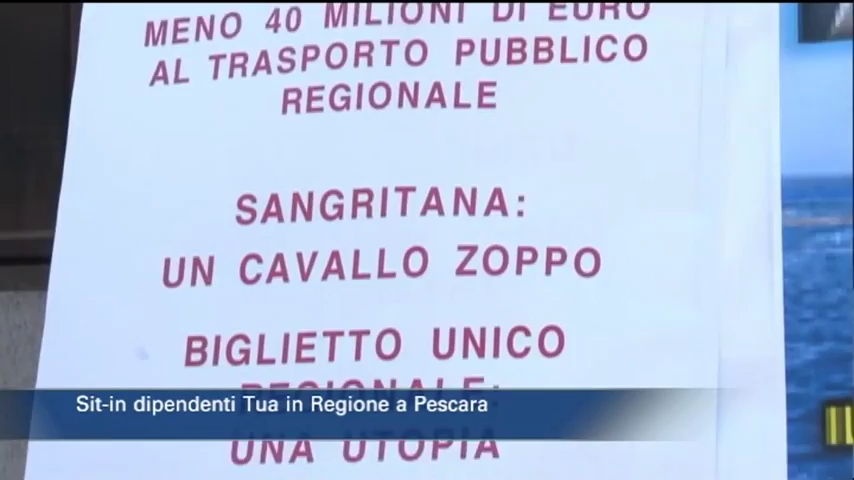 MENO 40 MILIONI DI EURO
AL TRASPORTO PUBBLICO
REGIONALE
SANGRITANA:
UN CAVALLO ZOPPO
BIGLIETTO UNICO
REGIONALE:
UNA UTOPIA
Sit-in dipendenti Tua in Regione a Pescara